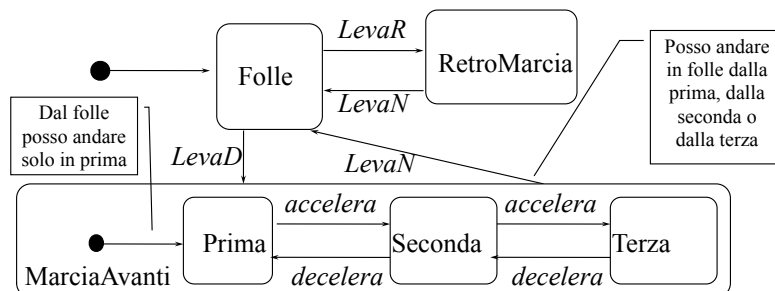 LevaR
Folle
RetroMarcia
LevaN
Posso andare
in folle dalla
prima, dalla
seconda o
dalla terza
Dal folle
posso andare
solo in prima
LevaD
LevaN
accelera
accelera
Prima
Seconda
Terza
MarciaAvanti
decelera
decelera